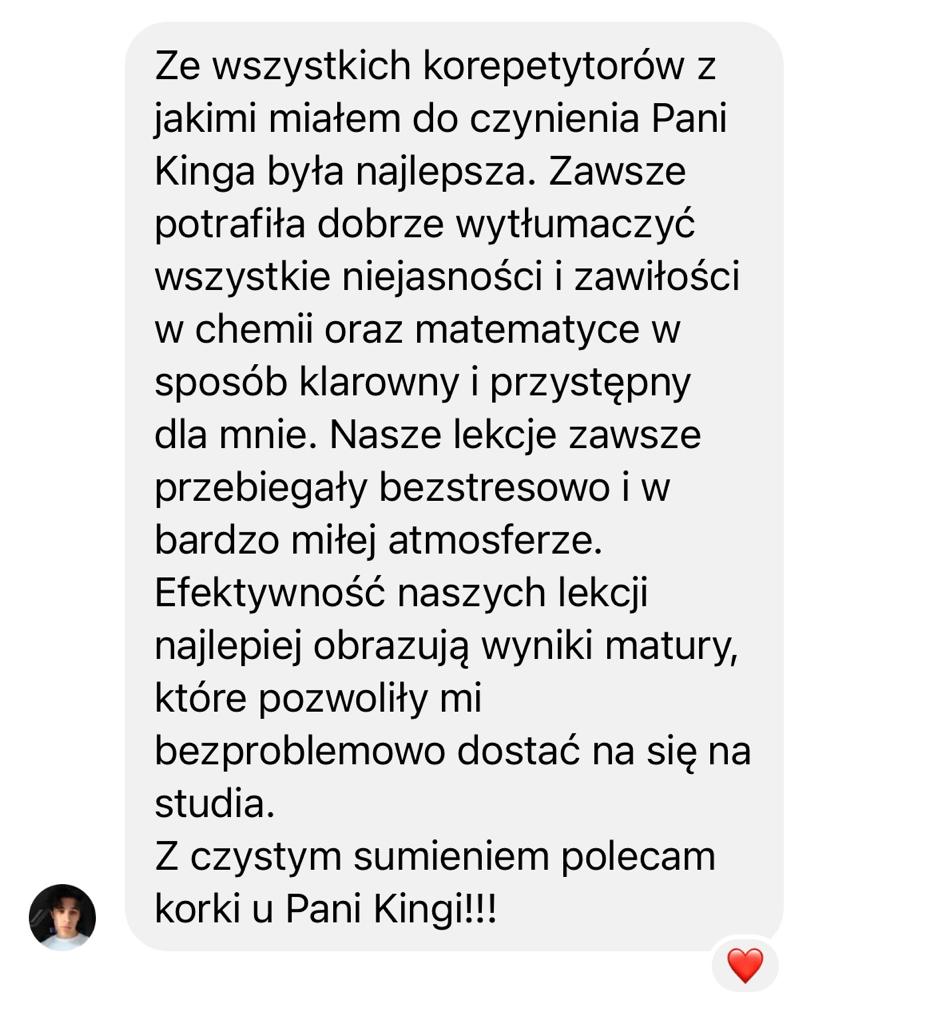 Ze wszystkich korepetytorów z
jakimi miałem do czynienia Pani
Kinga była najlepsza. Zawsze
potrafiła dobrze wytłumaczyć
wszystkie niejasności i zawiłości
w chemii oraz matematyce w
sposób klarowny i przystępny
dla mnie. Nasze lekcje zawsze
przebiegały bezstresowo i w
bardzo miłej atmosferze.
Efektywność naszych lekcji
najlepiej obrazują wyniki matury,
które pozwoliły mi
bezproblemowo dostać na się na
studia.
Z czystym sumieniem polecam
korki u Pani Kingi!!!